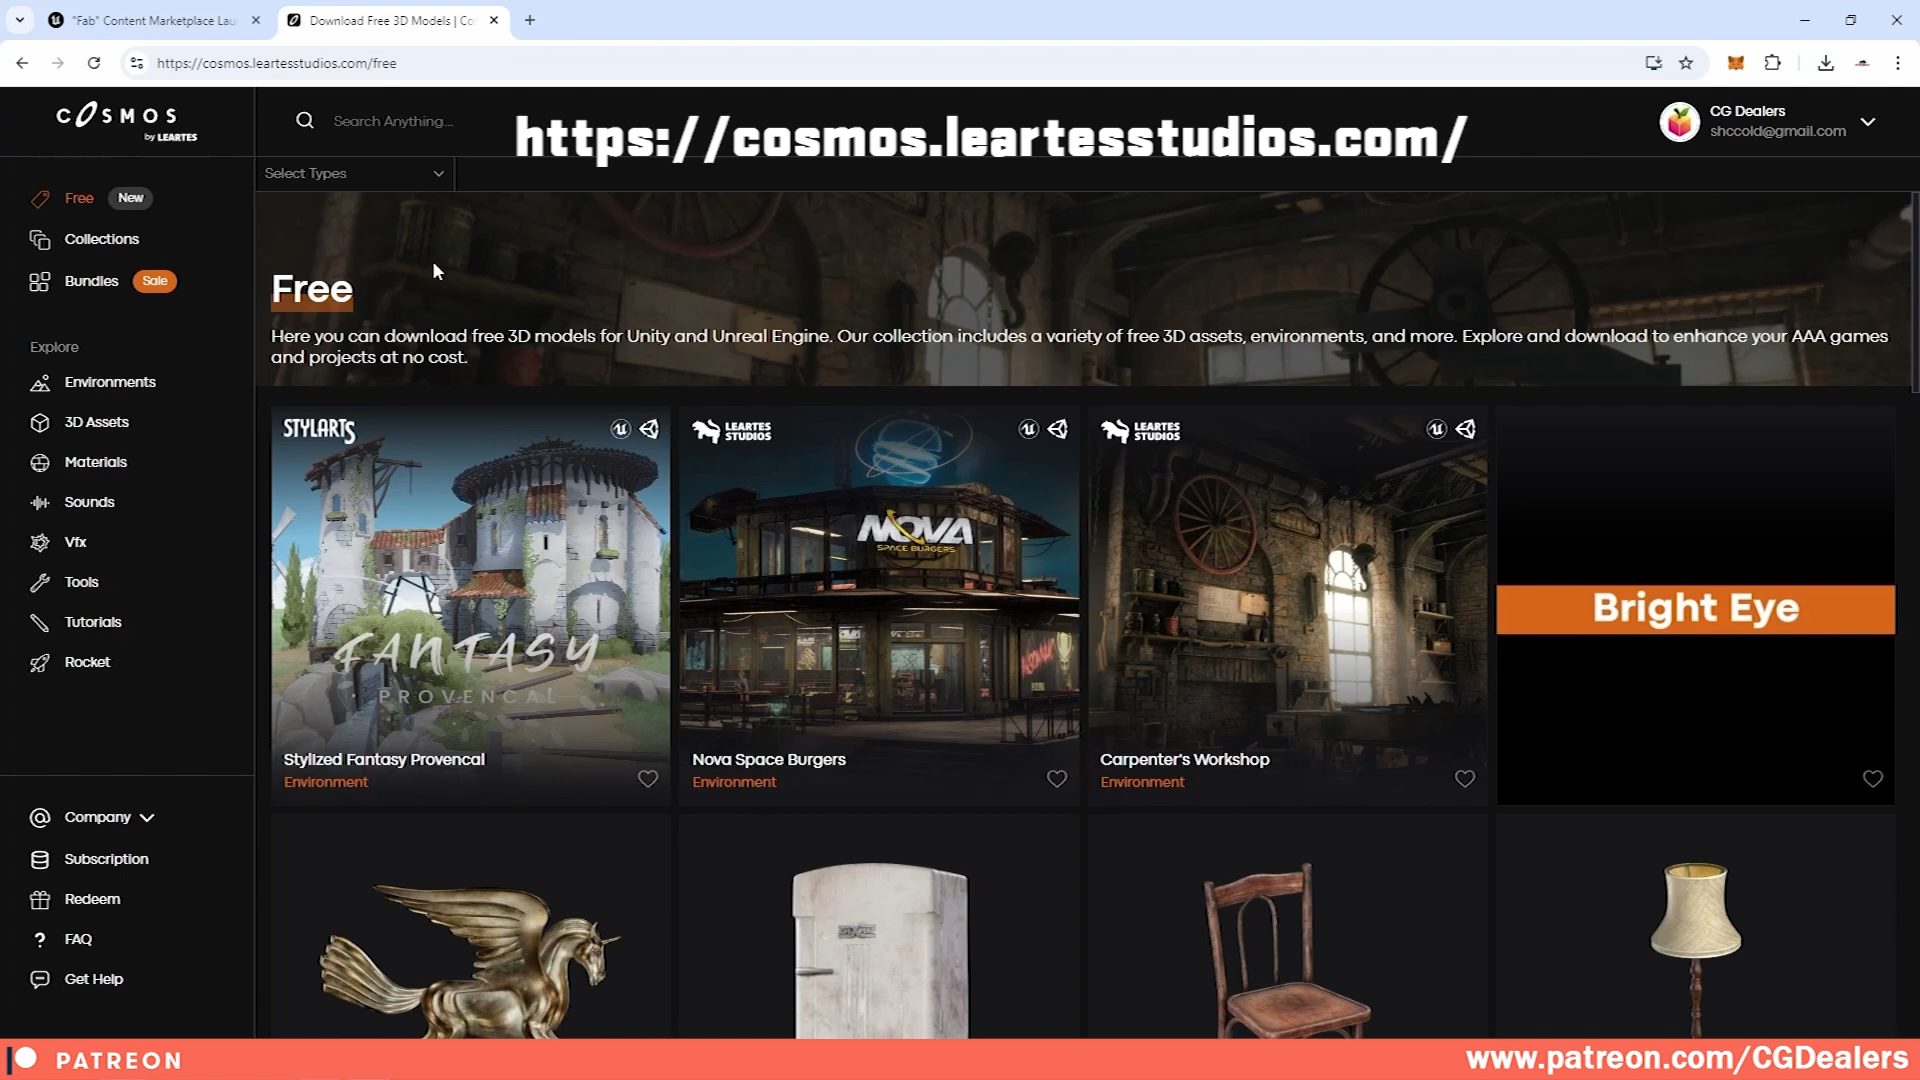 "Fab" Content Marketplace Lau
Download Free 3D Models | Co
https://cosmos.leartesstudios.com/free
COSMOS
by LEARTES
Search Anything...
https://cosmos.leartesstudios.com/
CG Dealers
shccold@gmail.com
Select Types
Free New
Collections
Bundles Sale
Explore
Environments
3D Assets
Materials
Sounds
Vfx
Tools
Tutorials
Rocket
Company
Subscription
Redeem
FAQ
Get Help
Free
Here you can download free 3D models for Unity and Unreal Engine. Our collection includes a variety of free 3D assets, environments, and more. Explore and download to enhance your AAA games
and projects at no cost.
STYLARTS
FANTASY
PROVENCAL
Stylized Fantasy Provencal
Environment
LEARTES
STUDIOS
NOVA
SPACE BURGERS
Nova Space Burgers
Environment
LEARTES
STUDIOS
Carpenter's Workshop
Environment
Bright Eye
PATREON
www.patreon.com/CGDealers